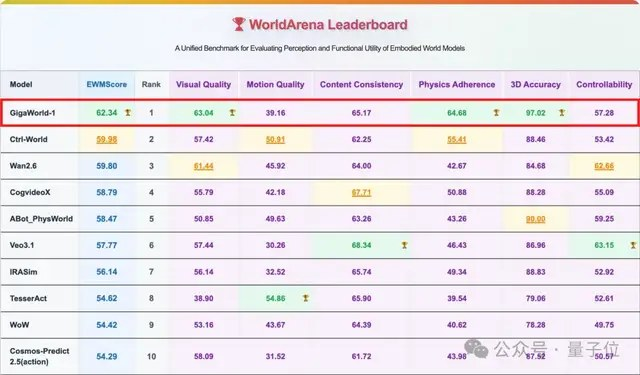 WorldArena Leaderboard
A Unified Benchmark for Evaluating Perception and Functional Utility of Embodied World Models
Model EWMScore Rank Visual Quality Motion Quality Content Consistency Physics Adherence 3D Accuracy Controllability
GigaWorld-1 62.34 1 63.04 39.16 65.17 64.68 97.02 57.28
Ctrl-World 59.98 2 57.42 50.91 62.25 55.41 88.46 53.42
Wan2.6 59.80 3 61.44 45.92 64.00 42.67 84.68 62.66
CogvideoX 58.79 4 55.79 42.18 67.71 50.88 88.28 55.09
ABot_PhysWorld 58.47 5 50.85 49.63 63.26 43.26 90.00 59.25
Veo3.1 57.77 6 57.44 30.26 68.34 46.43 86.96 63.15
IRASim 56.14 7 56.14 32.52 65.74 49.34 88.83 52.92
TesserAct 54.62 8 38.90 54.86 65.90 39.54 79.06 52.61
WoW 54.42 9 53.16 43.67 64.39 40.62 78.28 49.75
Cosmos-Predict 2.5(action) 54.29 10 58.09 31.52 61.72 43.98 87.52 50.57
公众号 · 量子位